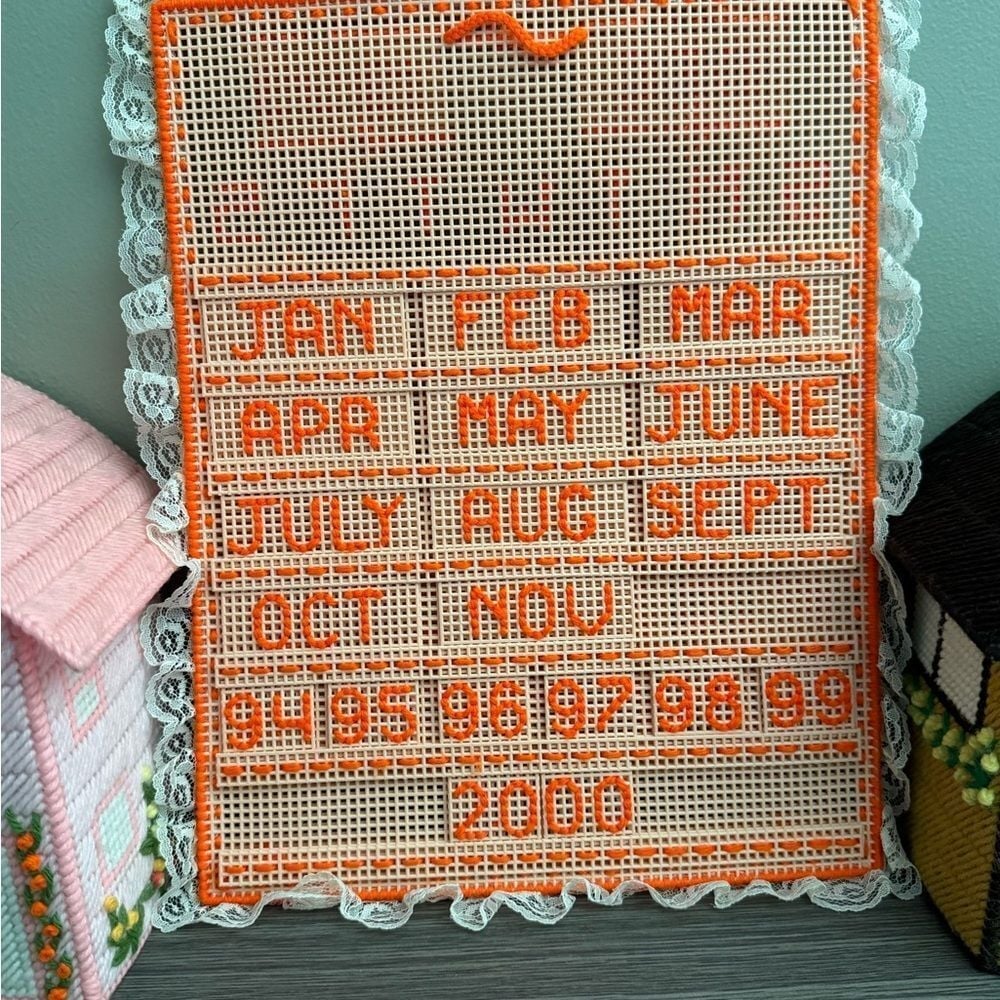 JAN FEB MAR
APR MAY JUNE
JULY AUG SEPT
OCT NOV
94 95 96 97 98 99
2000